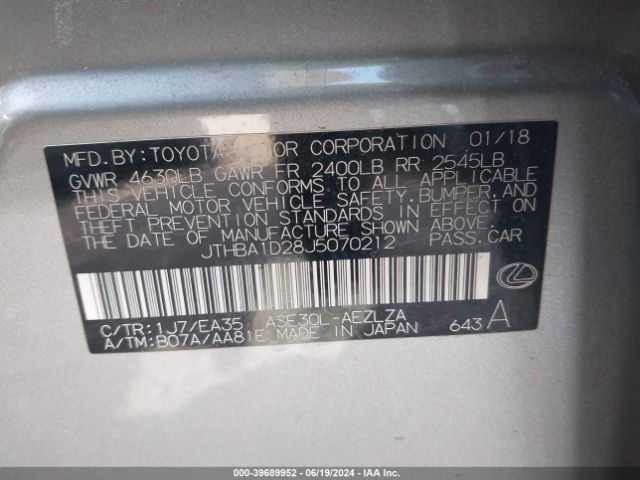 MFD.BY:TOYOTA MOTOR CORPORATION 01/18
GVWR 4630LB GAWR FR 2400LB RR 2545LB
THIS VEHICLE CONFORMS TO ALL APPLICABLE
FEDERAL MOTOR VEHICLE SAFETY,BUMPER,AND
THEFT PREVENTION STANDARDS IN EFFECT ON
THE DATE OF MANUFACTURE SHOWN ABOVE.
JTHBA1D28J5070212 PASS.CAR
C/TR:1J7/EA35 ASE30L-AEZLZA
A/TM:B07A/AA81E MADE IN JAPAN 643 A
000-39689952 - 06/19/2024 - IAAI.COM